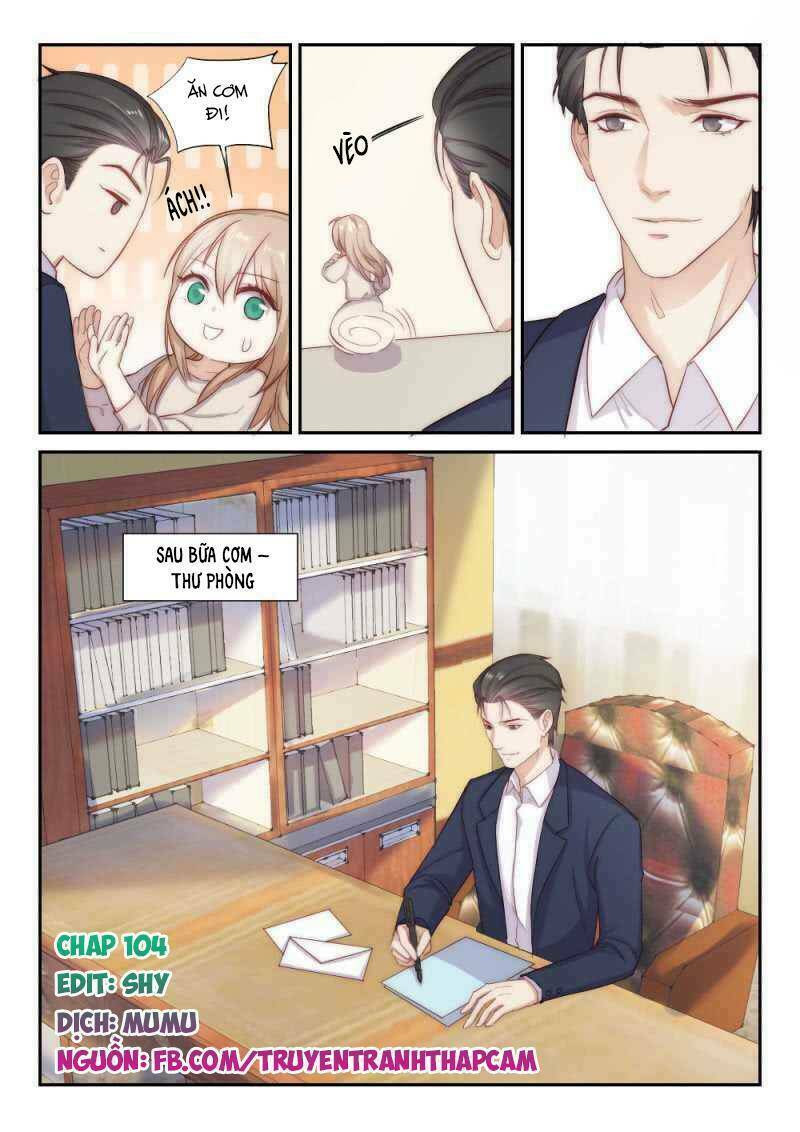 ĂN CƠM
ĐI!
ÁCH!!
VÈO
SAU BỮA CƠM –
THƯ PHÒNG
CHAP 104
EDIT: SHY
DỊCH: MUMU
NGUỒN: FB.COM/TRUYENTRANHTHAPCAM